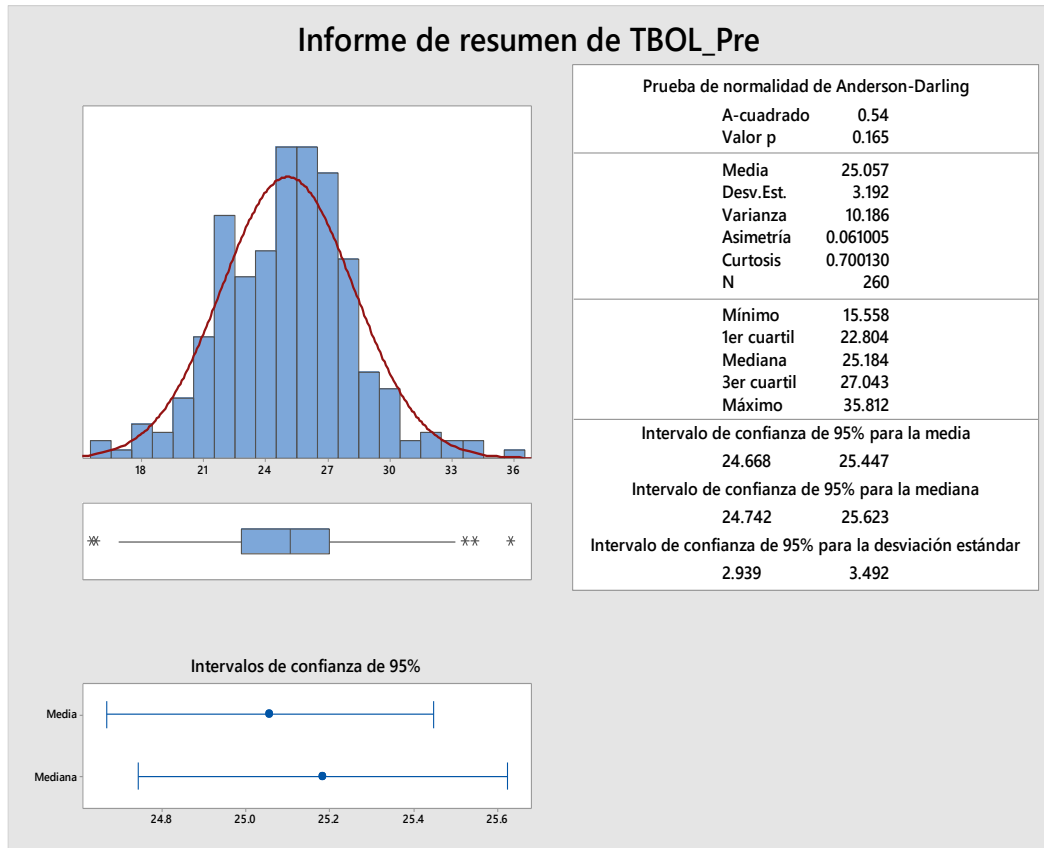 Informe de resumen de TBOL_Pre
18 21 24 27 30 33 36
Intervalos de confianza de 95%
Media
Mediana
24.8 25.0 25.2 25.4 25.6
Prueba de normalidad de Anderson-Darling
A-cuadrado 0.54
Valor p 0.165
Media 25.057
Desv.Est. 3.192
Varianza 10.186
Asimetría 0.061005
Curtosis 0.700130
N 260
Mínimo 15.558
1er cuartil 22.804
Mediana 25.184
3er cuartil 27.043
Máximo 35.812
Intervalo de confianza de 95% para la media
24.668 25.447
Intervalo de confianza de 95% para la mediana
24.742 25.623
Intervalo de confianza de 95% para la desviación estándar
2.939 3.492